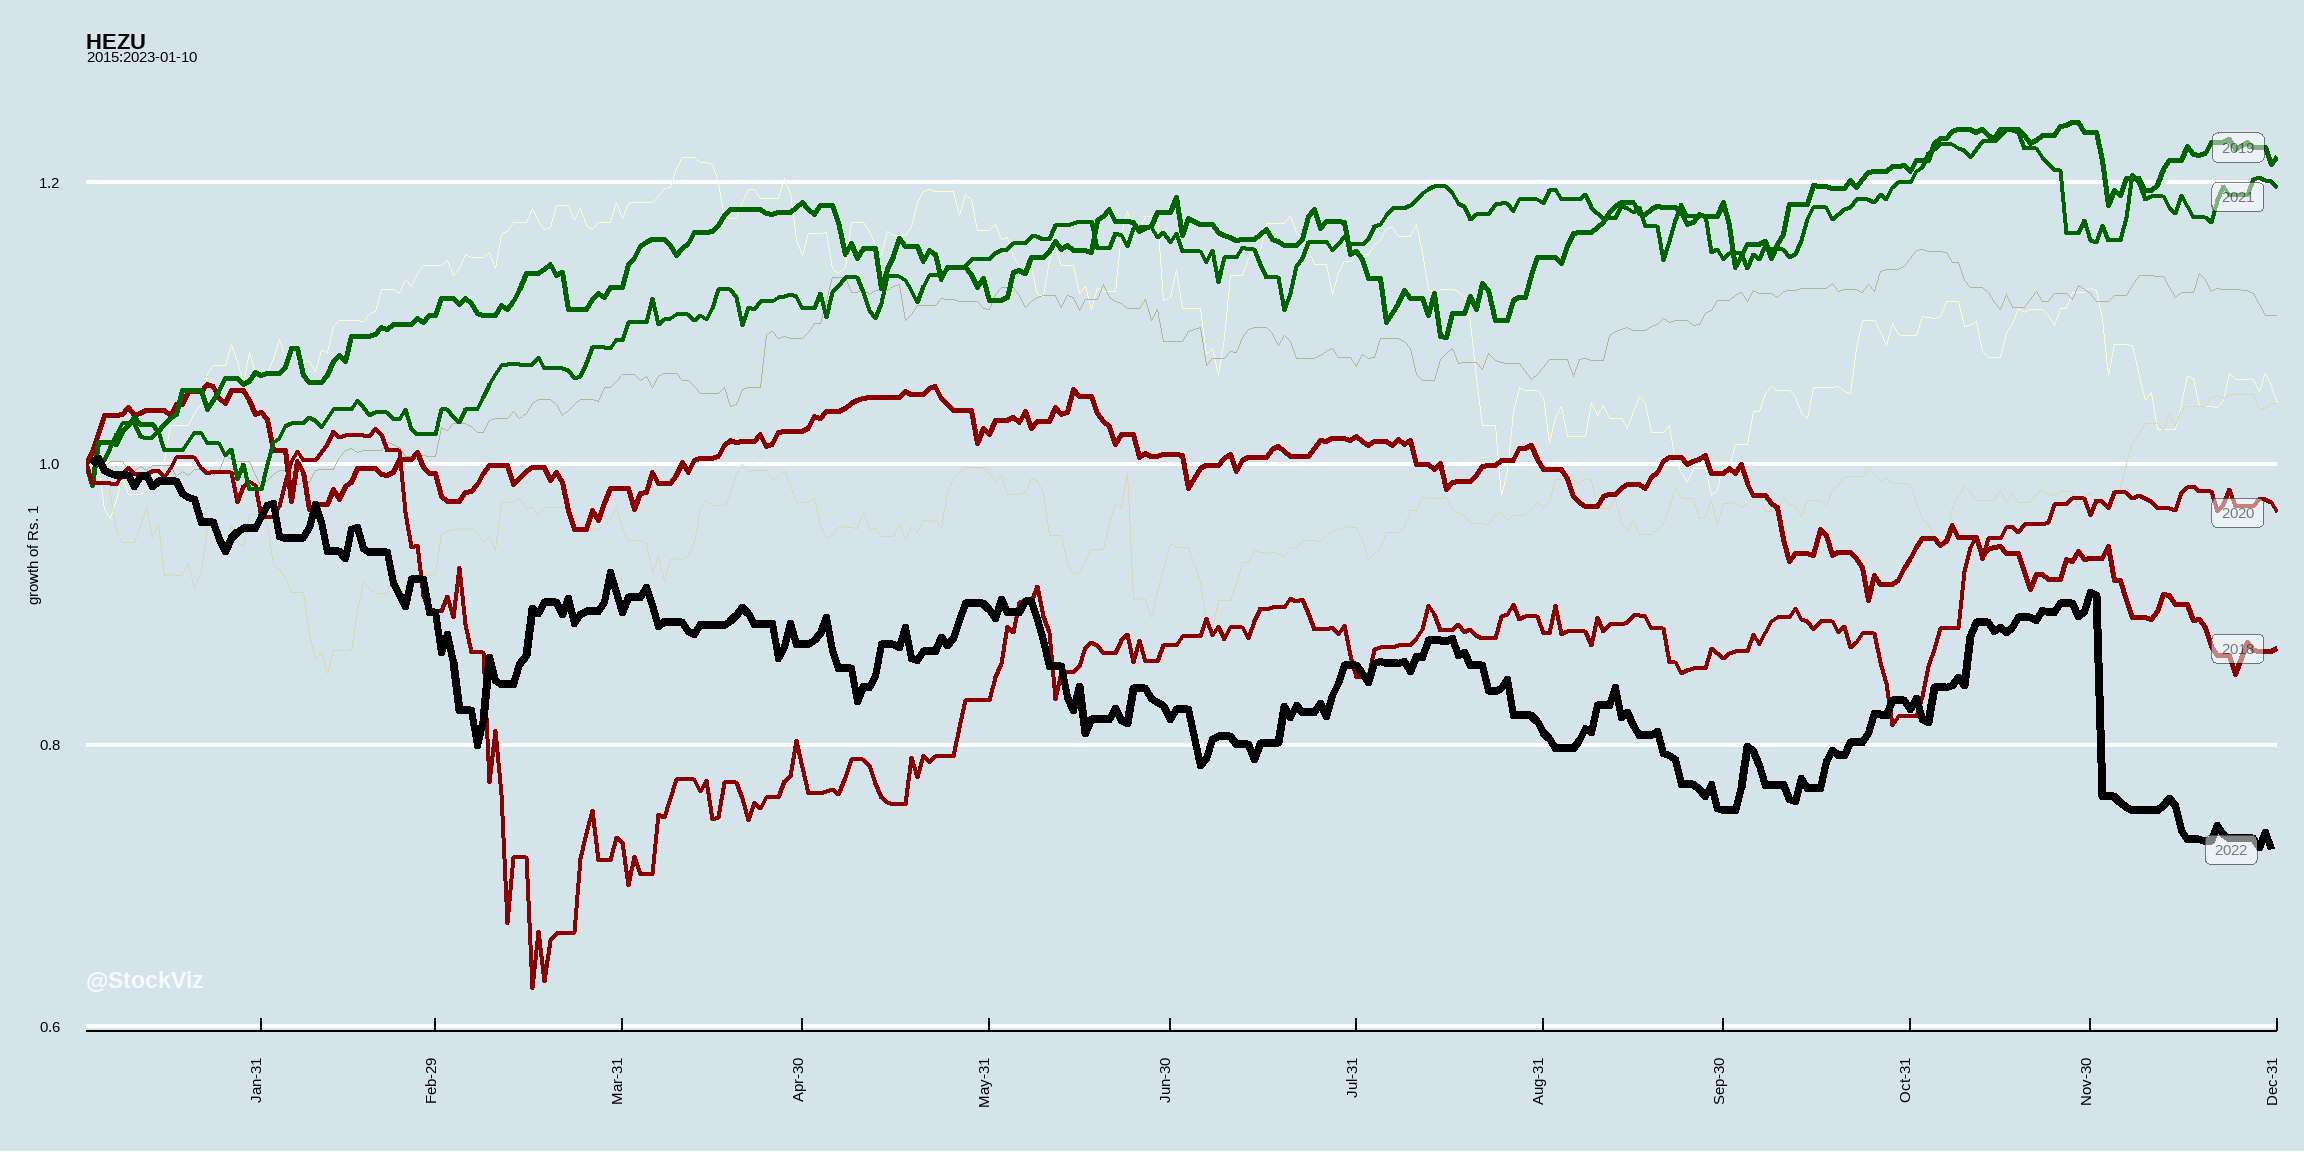 HEZU
2015:2023-01-10
growth of Rs. 1
1.2
1.0
0.8
0.6
2019
2021
2020
2018
2022
@StockViz
Jan-31
Feb-29
Mar-31
Apr-30
May-31
Jun-30
Jul-31
Aug-31
Sep-30
Oct-31
Nov-30
Dec-31